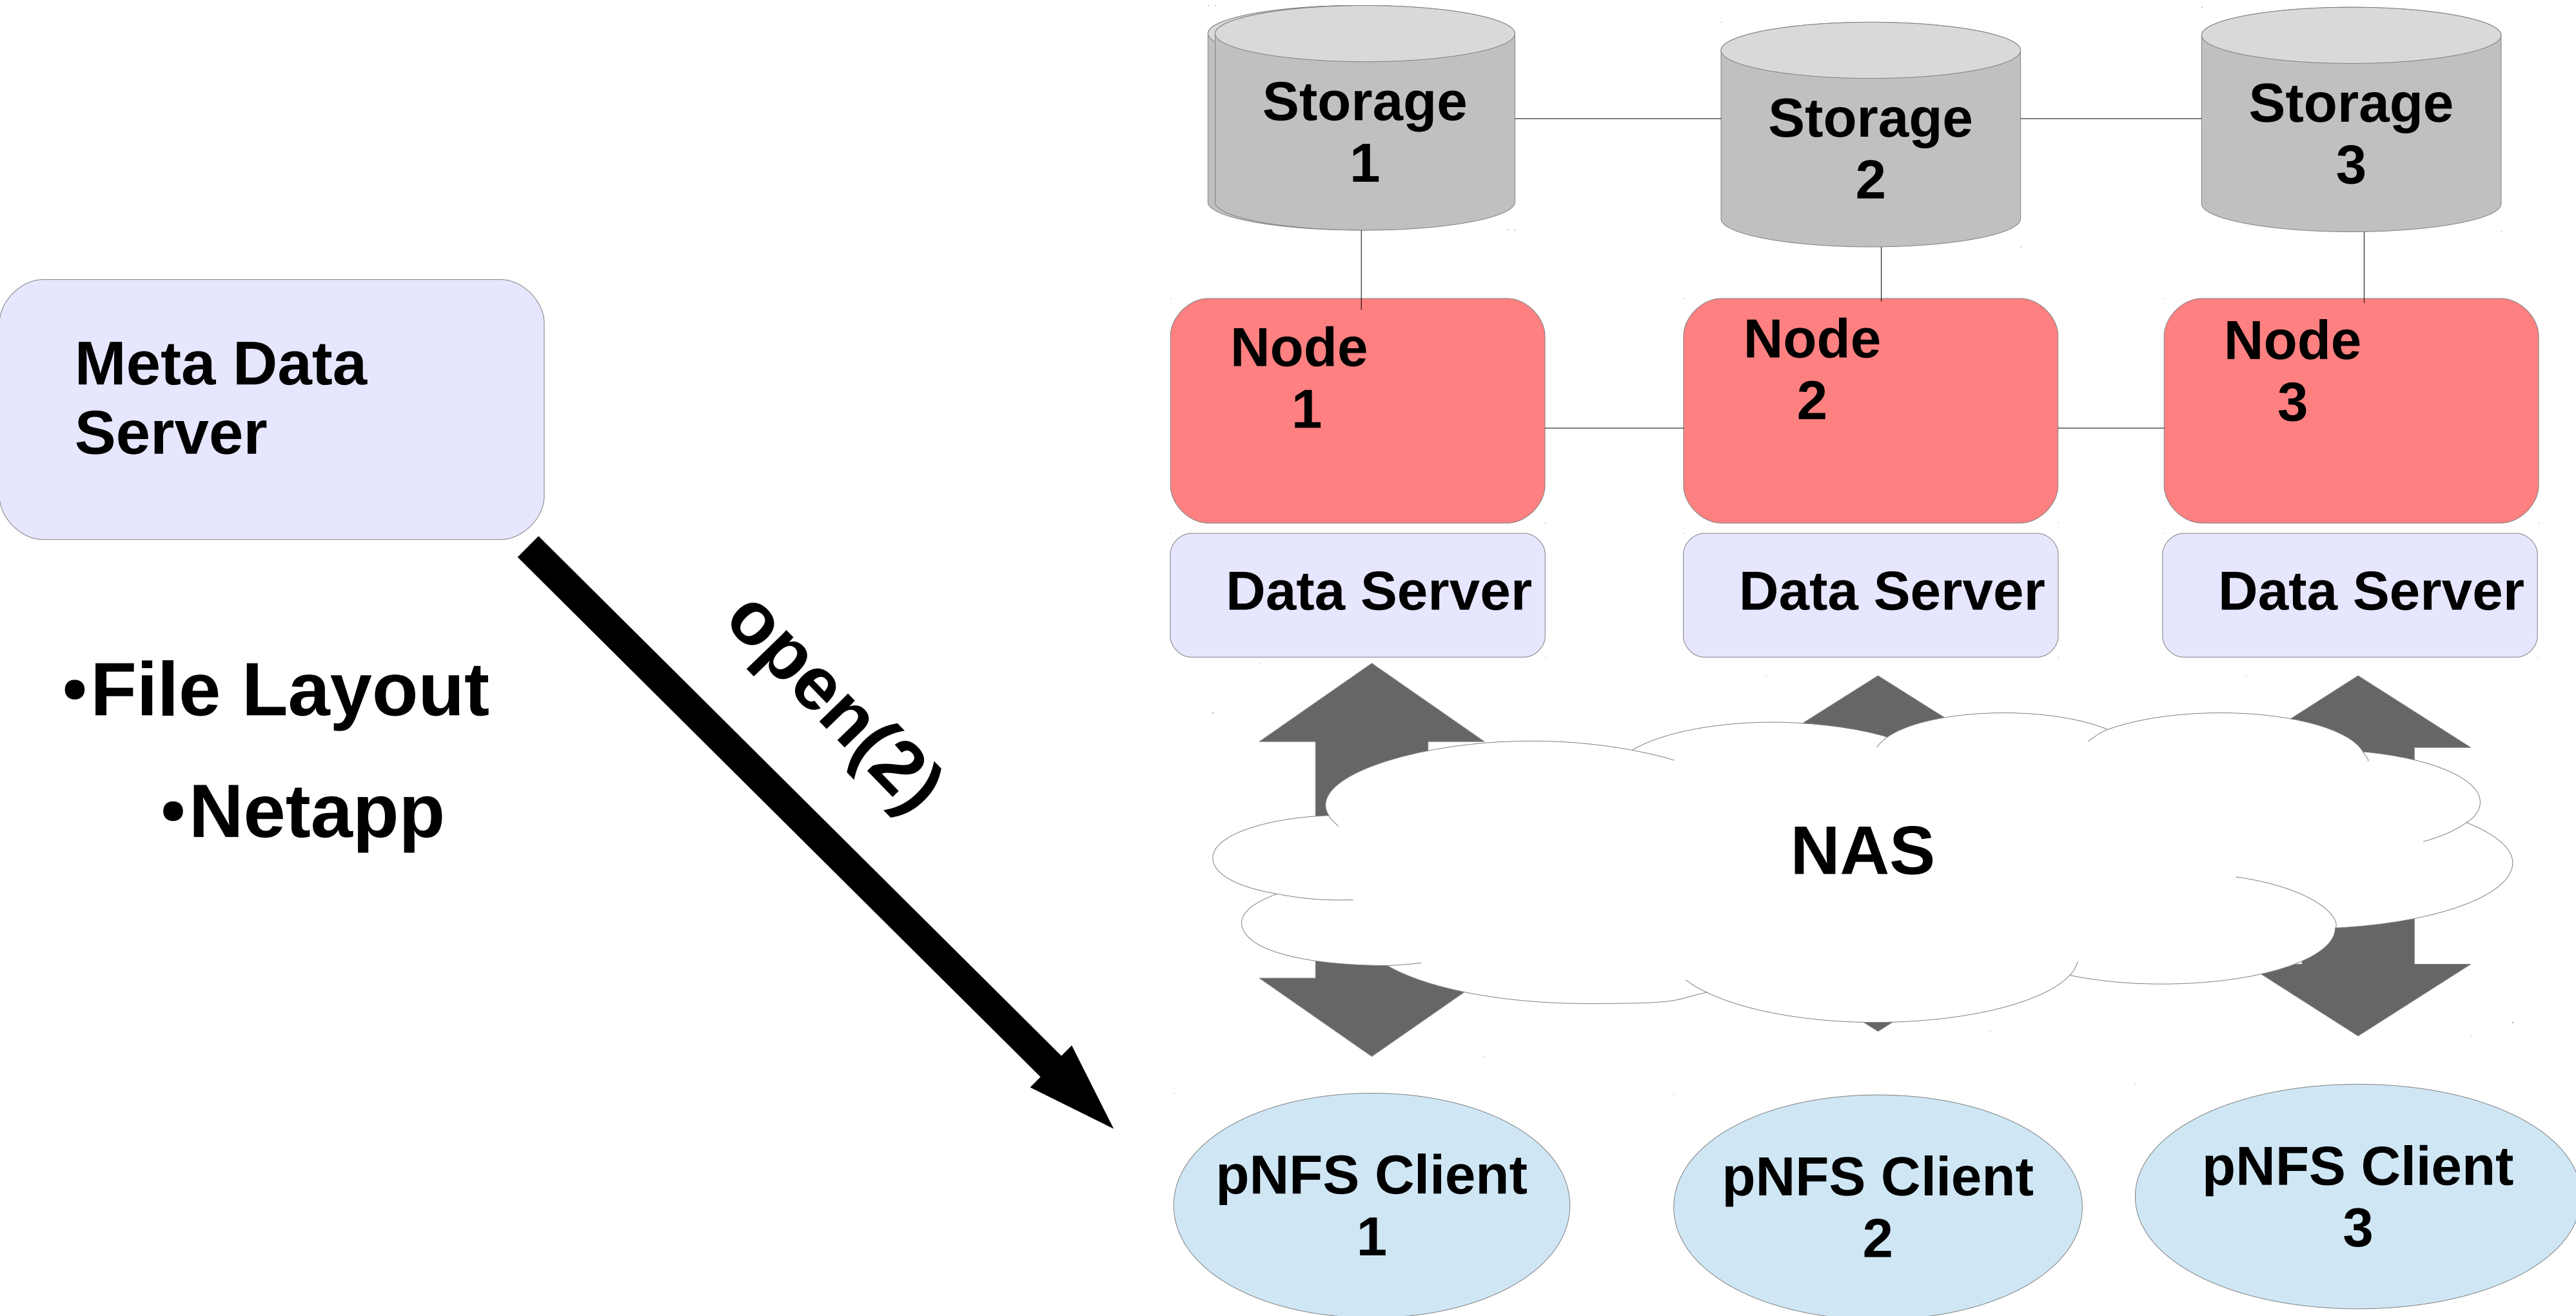 Storage
1
Storage
2
Storage
3
Meta Data
Server
Node
1
Node
2
Node
3
Data Server
Data Server
Data Server
•File Layout
•Netapp
open(2)
NAS
pNFS Client
1
pNFS Client
2
pNFS Client
3